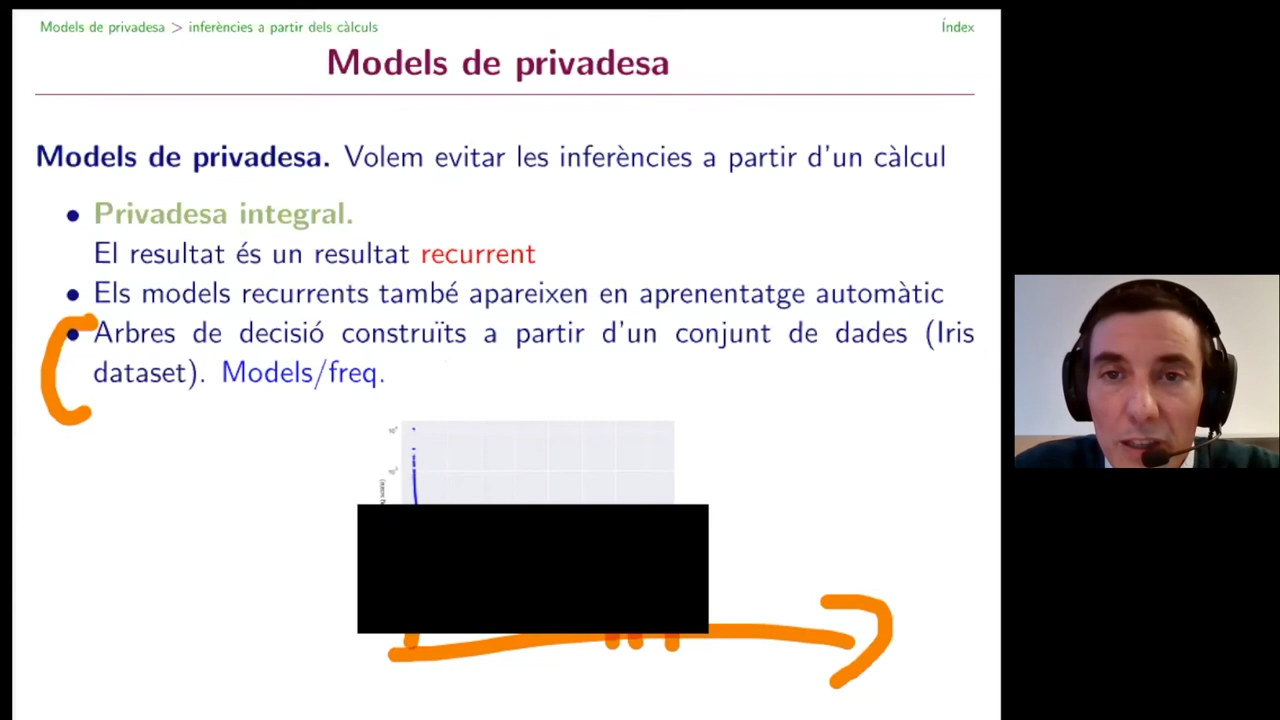 Models de privadesa > inferències a partir dels càlculs
Índex
Models de privadesa
Models de privadesa. Volem evitar les inferències a partir d'un càlcul
• Privadesa integral.
El resultat és un resultat recurrent
• Els models recurrents també apareixen en aprenentatge automàtic
• Arbres de decisió construïts a partir d'un conjunt de dades (Iris
dataset). Models/freq.